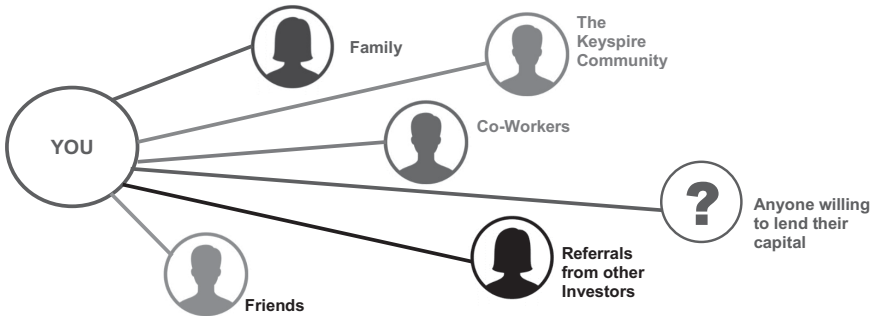 YOU
Family
The
Keyspire
Community
Co-Workers
?
Anyone willing
to lend their
capital
Referrals
from other
Investors
Friends